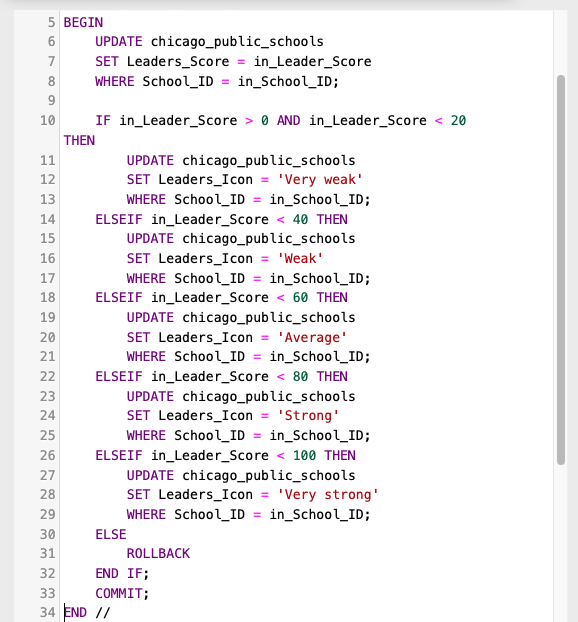 5 BEGIN
6 UPDATE chicago_public_schools
7 SET Leaders_Score = in_Leader_Score
8 WHERE School_ID = in_School_ID;
9
10 IF in_Leader_Score > 0 AND in_Leader_Score < 20
THEN
11 UPDATE chicago_public_schools
12 SET Leaders_Icon = 'Very weak'
13 WHERE School_ID = in_School_ID;
14 ELSEIF in_Leader_Score < 40 THEN
15 UPDATE chicago_public_schools
16 SET Leaders_Icon = 'Weak'
17 WHERE School_ID = in_School_ID;
18 ELSEIF in_Leader_Score < 60 THEN
19 UPDATE chicago_public_schools
20 SET Leaders_Icon = 'Average'
21 WHERE School_ID = in_School_ID;
22 ELSEIF in_Leader_Score < 80 THEN
23 UPDATE chicago_public_schools
24 SET Leaders_Icon = 'Strong'
25 WHERE School_ID = in_School_ID;
26 ELSEIF in_Leader_Score < 100 THEN
27 UPDATE chicago_public_schools
28 SET Leaders_Icon = 'Very strong'
29 WHERE School_ID = in_School_ID;
30 ELSE
31 ROLLBACK
32 END IF;
33 COMMIT;
34 END //